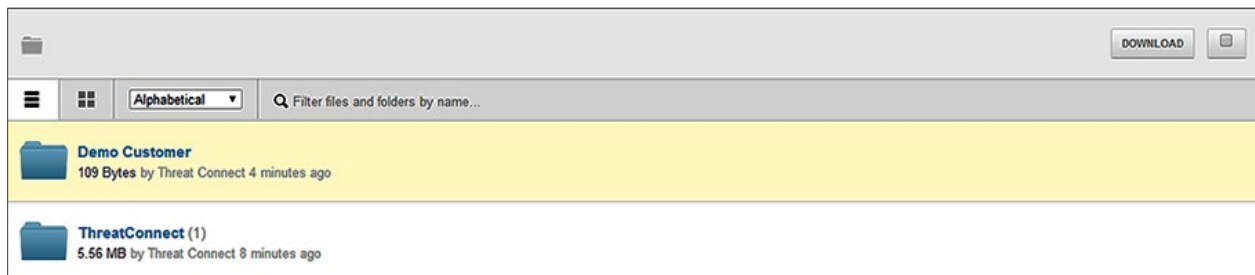 DOWNLOAD
Alphabetical
Filter files and folders by name...
Demo Customer
109 Bytes by Threat Connect 4 minutes ago
ThreatConnect (1)
5.56 MB by Threat Connect 8 minutes ago